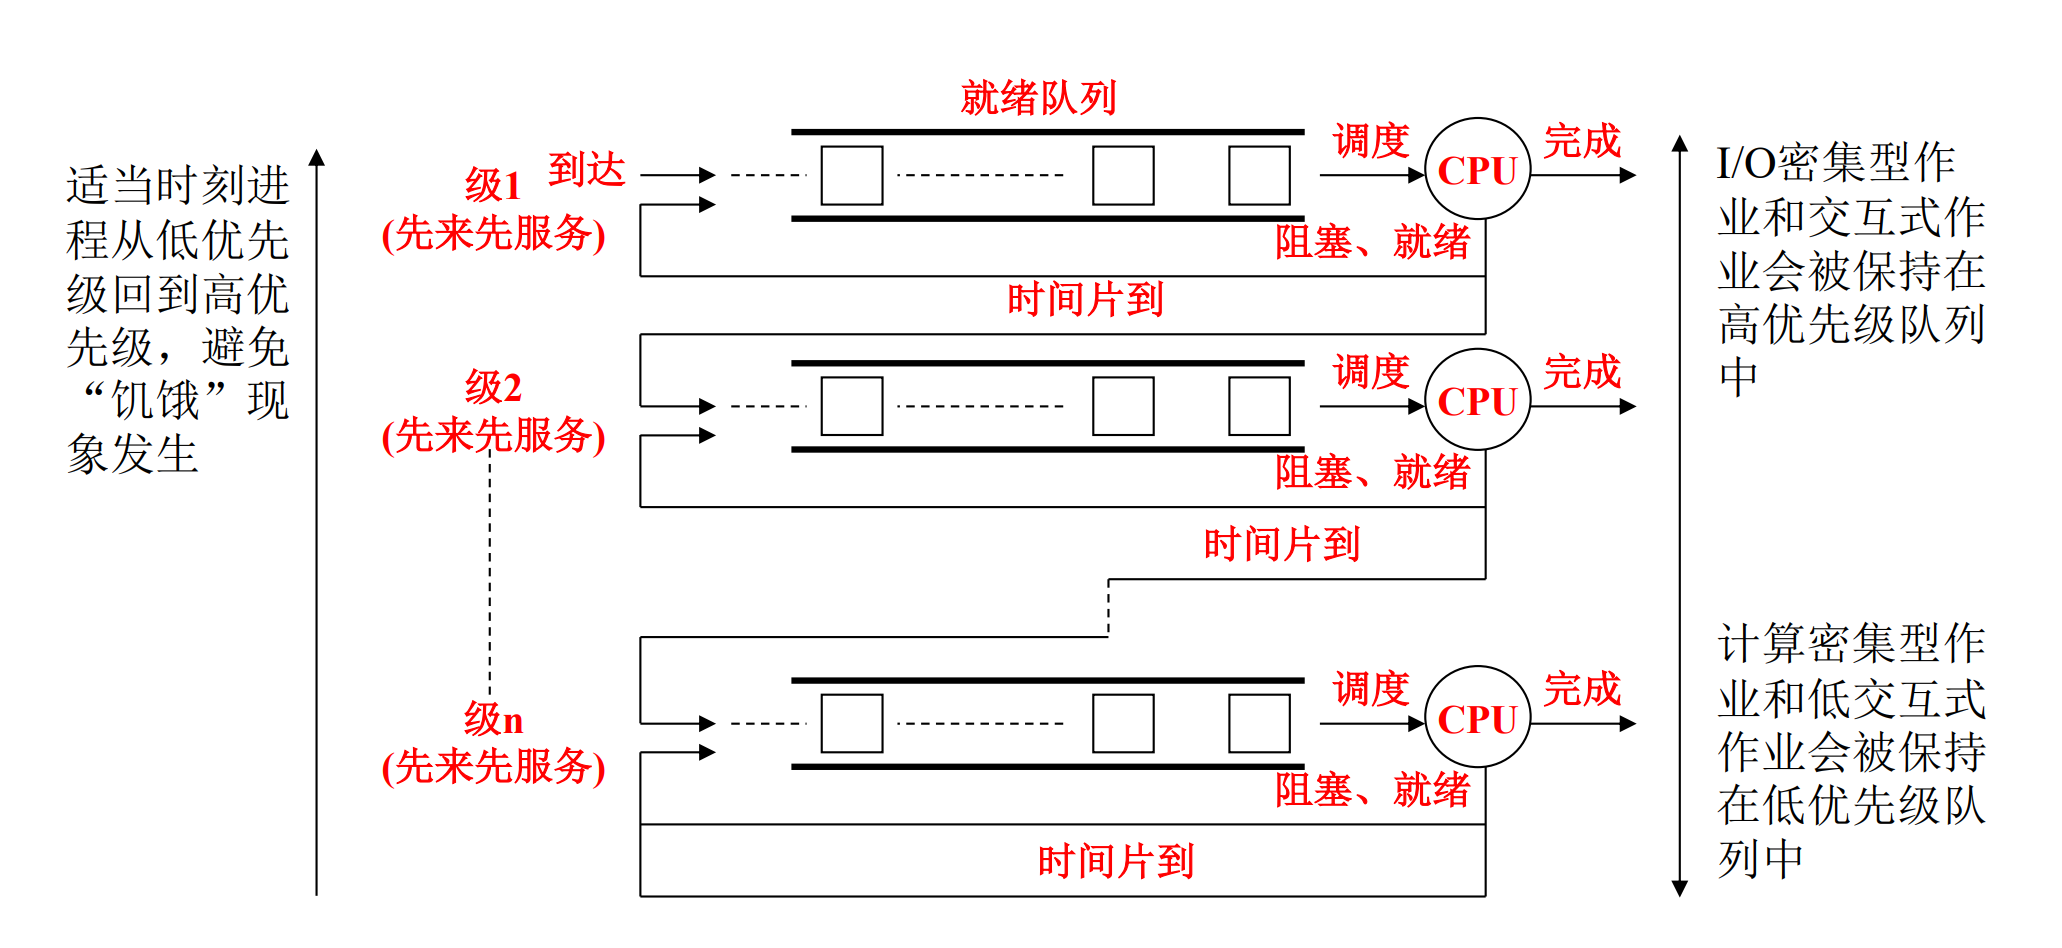 适当时刻进
程从低优先
级回到高优
先级，避免
“饥饿”现
象发生
就绪队列
级1
(先来先服务)
到达
调度
CPU
完成
阻塞、就绪
时间片到
级2
(先来先服务)
调度
CPU
完成
阻塞、就绪
时间片到
级n
(先来先服务)
调度
CPU
完成
阻塞、就绪
时间片到
I/O密集型作
业和交互式作
业会被保持在
高优先级队列
中
计算密集型作
业和低交互式
作业会被保持
在低优先级队
列中